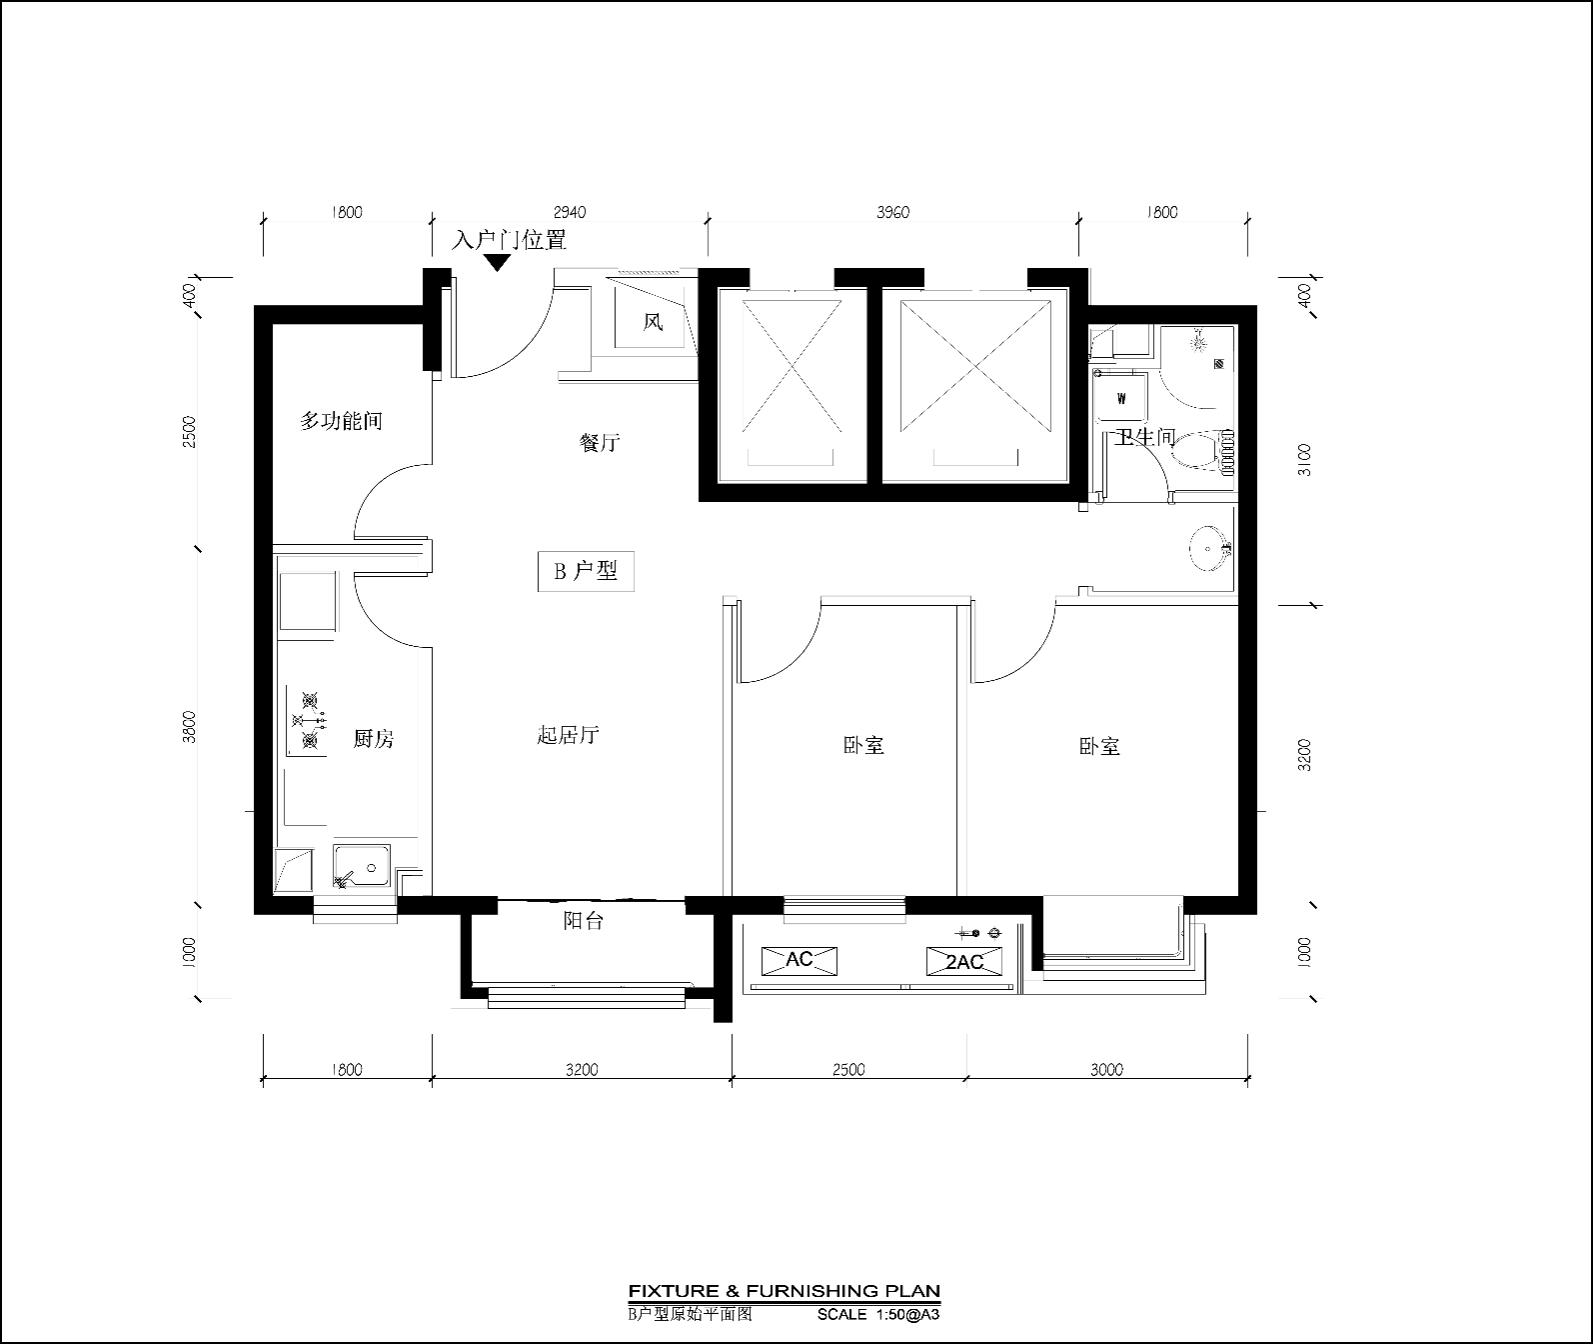 1800
2940
3960
1800
入户门位置
400
400
风
多功能间
餐厅
2500
W
卫生间
3100
B 户型
3800
厨房
起居厅
卧室
卧室
3200
阳台
1000
AC
2AC
1000
1800
3200
2500
3000
FIXTURE & FURNISHING PLAN
B户型原始平面图 SCALE 1:50@A3